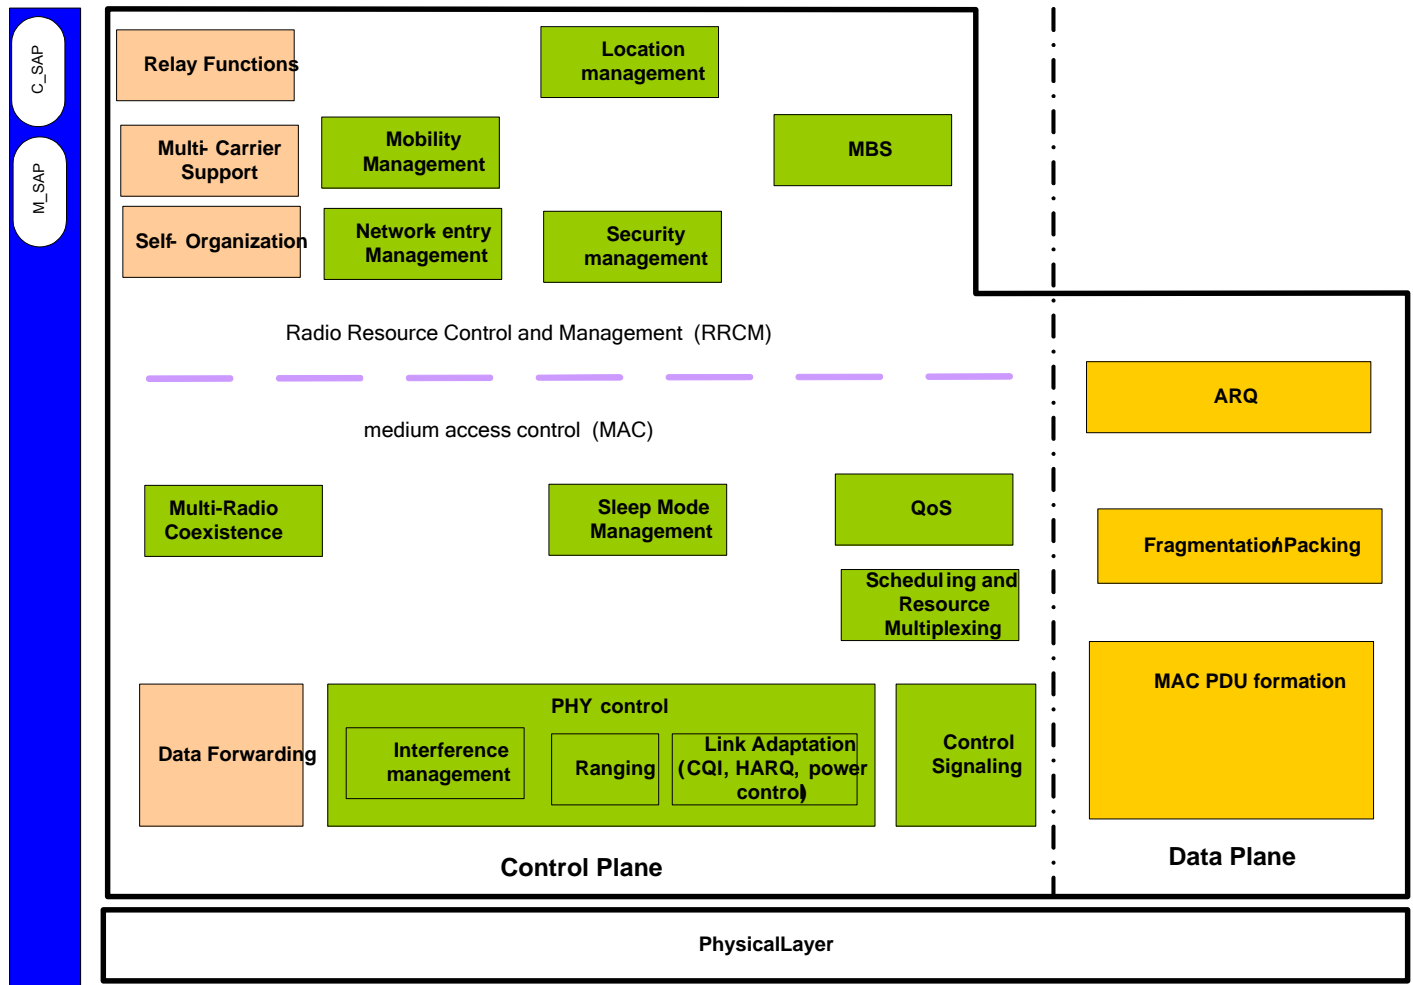 C_SAP
M_SAP
Relay Functions
Location
management
Multi- Carrier
Support
Mobility
Management
MBS
Self- Organization
Network- entry
Management
Security
management
Radio Resource Control and Management (RRCM)
medium access control (MAC)
ARQ
Multi-Radio
Coexistence
Sleep Mode
Management
QoS
Fragmentation/Packing
Scheduling and
Resource
Multiplexing
MAC PDU formation
Data Forwarding
PHY control
Interference
management
Ranging
Link Adaptation
(CQI, HARQ, power
control)
Control
Signaling
Control Plane
Data Plane
PhysicalLayer